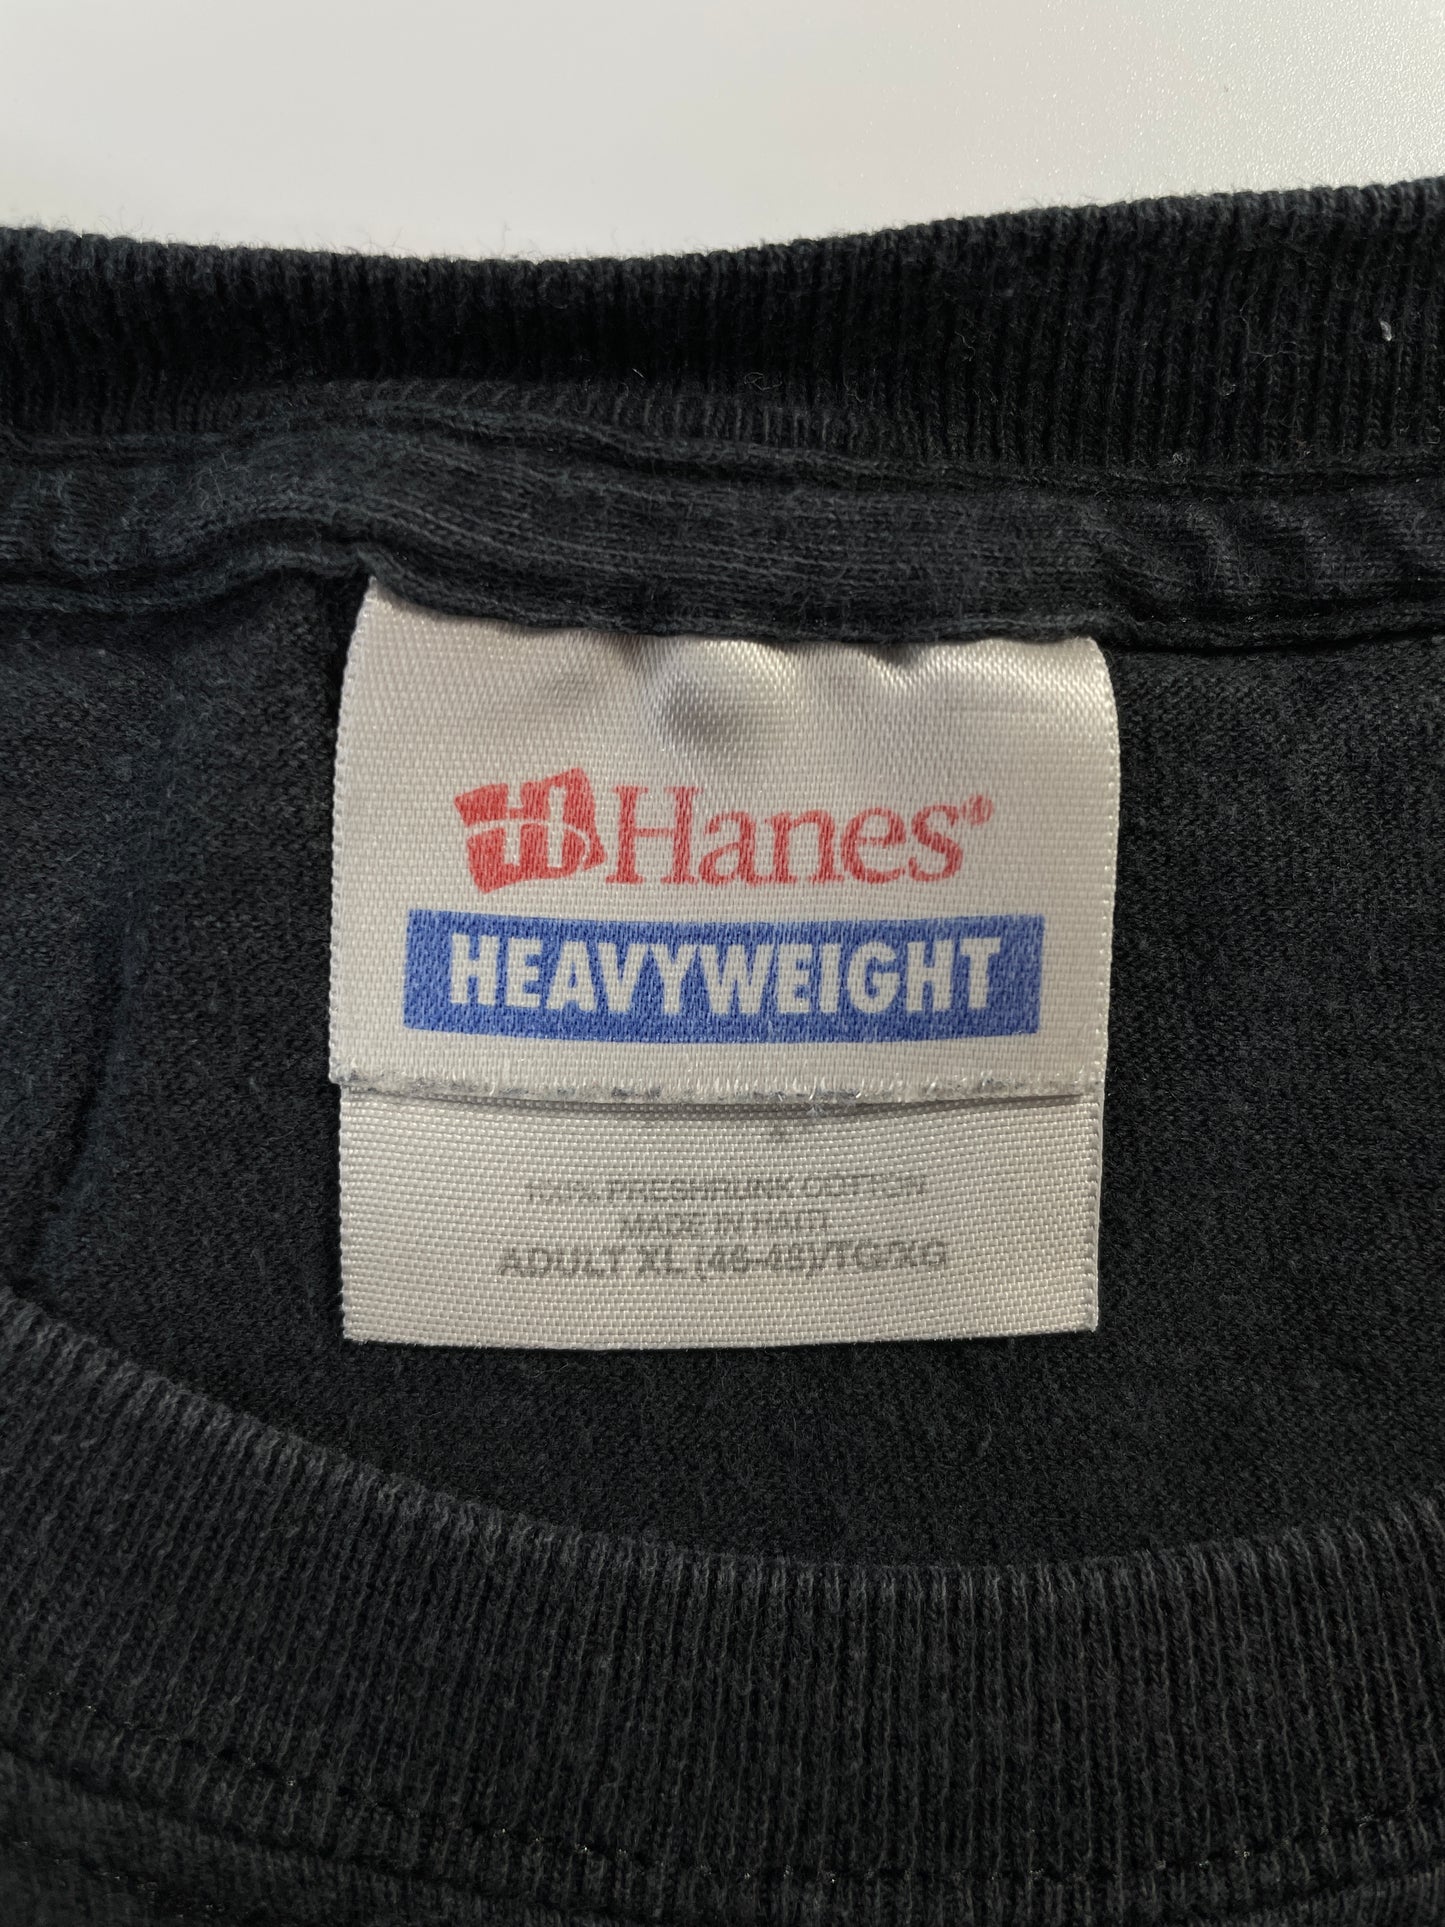 H Hanes®
HEAVYWEIGHT
100% PRESHRUNK COTTON
MADE IN HAITI
ADULT XL (46-48)/TG/XG